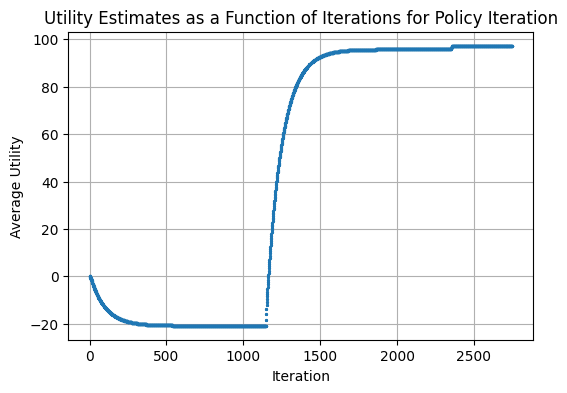 Utility Estimates as a Function of Iterations for Policy Iteration
100
80
60
40
20
0
−20
Average Utility
0 500 1000 1500 2000 2500
Iteration